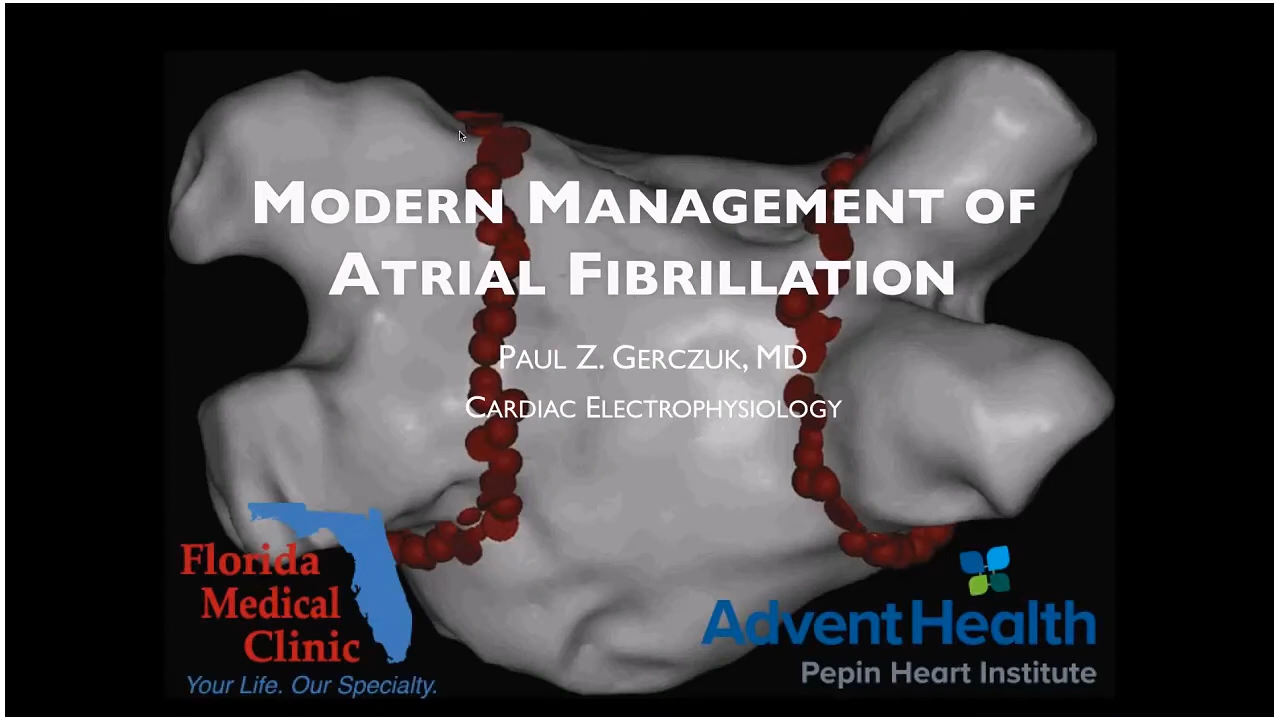 MODERN MANAGEMENT OF
ATRIAL FIBRILLATION
PAUL Z. GERCZUK, MD
CARDIAC ELECTROPHYSIOLOGY
Florida
Medical
Clinic
Your Life. Our Specialty.
AdventHealth
Pepin Heart Institute